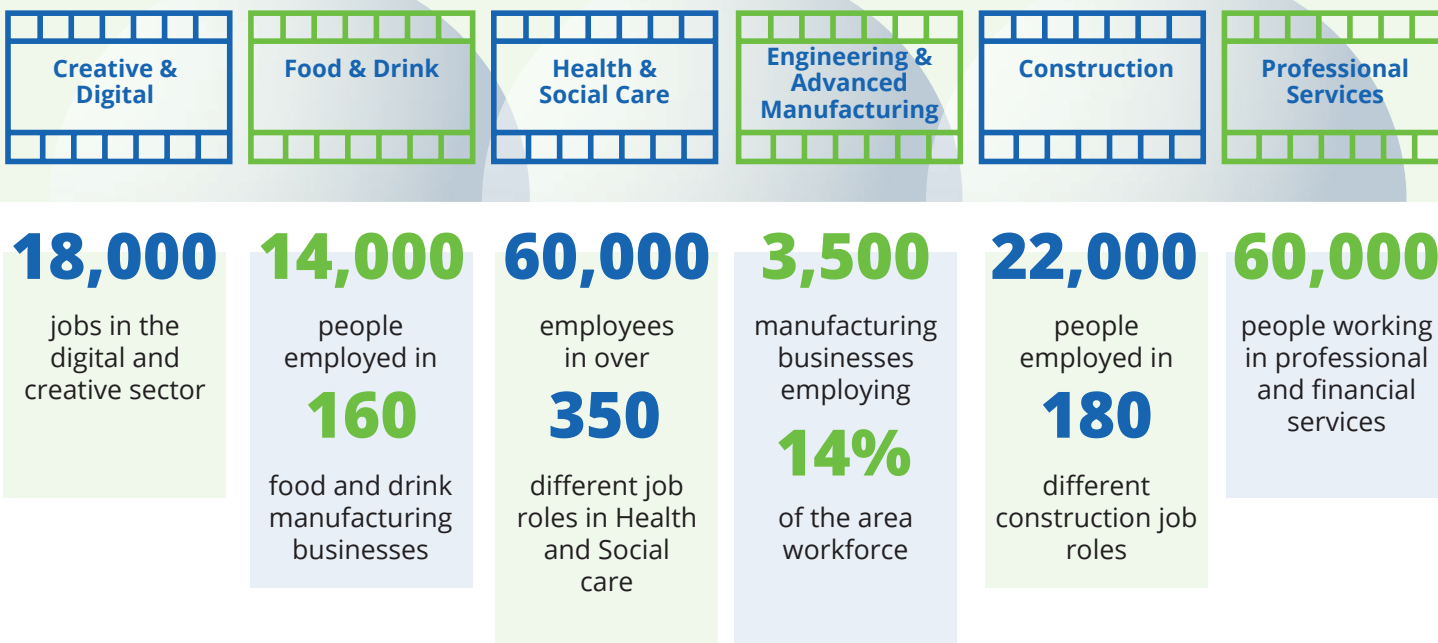 Creative &
Digital
Food & Drink
Health &
Social Care
Engineering &
Advanced
Manufacturing
Construction
Professional
Services
18,000
jobs in the
digital and
creative sector
14,000
people
employed in
160
food and drink
manufacturing
businesses
60,000
employees
in over
350
different job
roles in Health
and Social
care
3,500
manufacturing
businesses
employing
14%
of the area
workforce
22,000
people
employed in
180
different
construction job
roles
60,000
people working
in professional
and financial
services